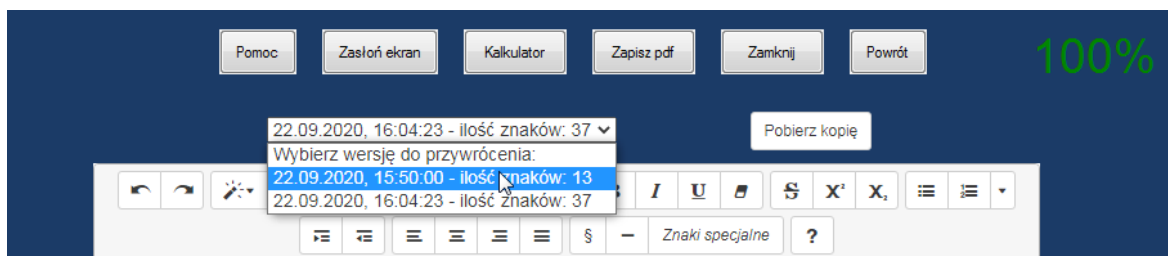 Pomoc Zasłoń ekran Kalkulator Zapisz pdf Zamknij Powrót 100%
22.09.2020, 16:04:23 - ilość znaków: 37 Pobierz kopię
Wybierz wersję do przywrócenia:
22.09.2020, 15:50:00 - ilość znaków: 13
22.09.2020, 16:04:23 - ilość znaków: 37
I U S X² X₂
§ — Znaki specjalne ?